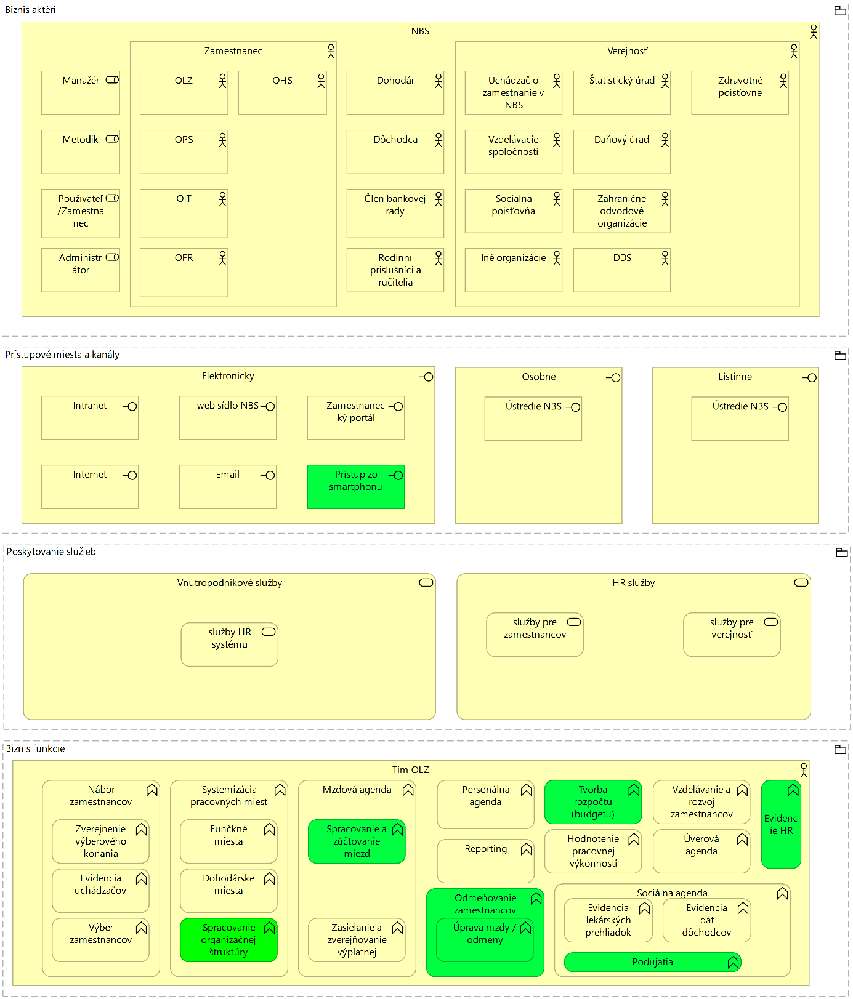 Biznis aktéri
NBS
Zamestnanec
Verejnosť
Manažér
OLZ
OHS
Dohodár
Uchádzač o
zamestnanie v
NBS
Štatistický úrad
Zdravotné
poisťovne
Metodik
OPS
Dôchodca
Vzdelávacie
spoločnosti
Daňový úrad
Používateľ
/Zamestna
nec
OIT
Člen bankovej
rady
Socialna
poisťovňa
Zahraničné
odvodové
organizácie
Administr
átor
OFR
Rodinní
prislušníci a
ručitelia
Iné organizácie
DDS
Prístupové miesta a kanály
Elektronicky
Osobne
Listinne
Intranet
web sídlo NBS
Zamestnanec
ký portál
Ústredie NBS
Ústredie NBS
Internet
Email
Prístup zo
smartphonu
Poskytovanie služieb
Vnútropodnikové služby
HR služby
služby HR
systému
služby pre
zamestnancov
služby pre
verejnosť
Biznis funkcie
Tím OLZ
Nábor
zamestnancov
Systemizácia
pracovných miest
Mzdová agenda
Personálna
agenda
Tvorba
rozpočtu
(budgetu)
Vzdelávanie a
rozvoj
zamestnancov
Evidenc
ie HR
Zverejnenie
výberového
konania
Funčkné
miesta
Spracovanie a
zúčtovanie
miezd
Reporting
Hodnotenie
pracovnej
výkonnosti
Úverová
agenda
Evidencia
uchádzačov
Dohodárske
miesta
Odmeňovanie
zamestnancov
Sociálna agenda
Výber
zamestnancov
Spracovanie
organizačnej
štruktúry
Zasielanie a
zverejňovanie
výplatnej
Úprava mzdy /
odmeny
Evidencia
lekárských
prehliadok
Evidencia
dát
dôchodcov
Podujatia